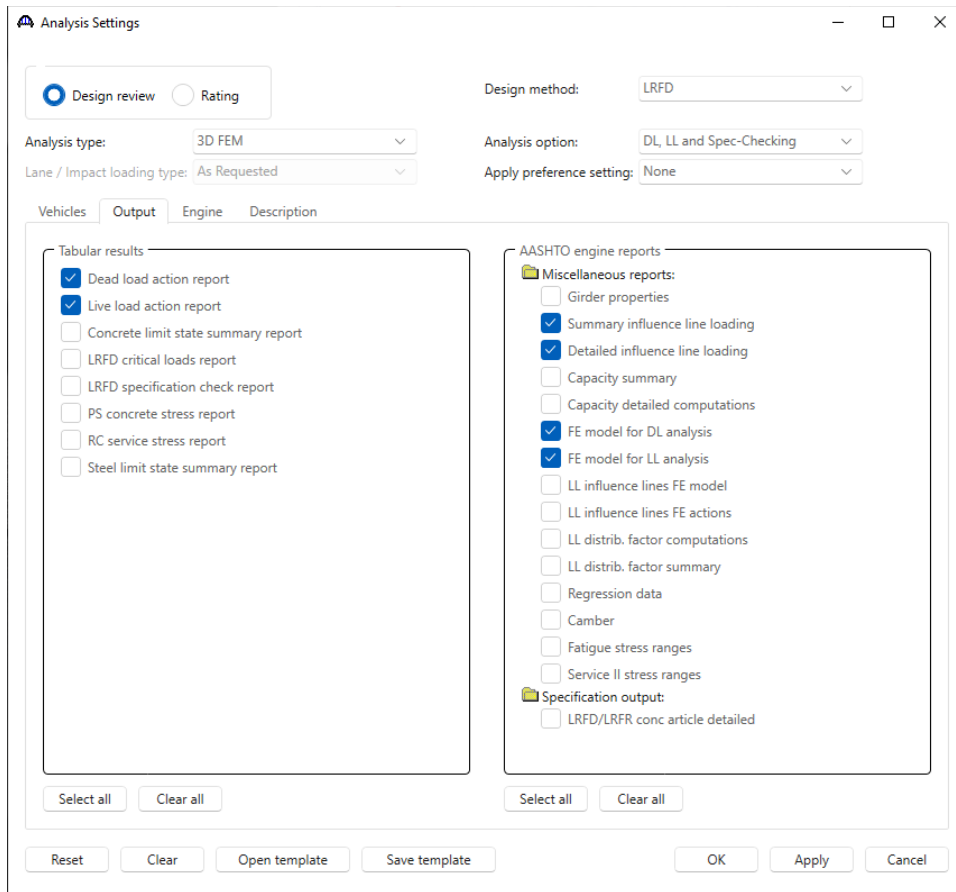 Analysis Settings
Design review Rating
Design method: LRFD
Analysis type: 3D FEM
Analysis option: DL, LL and Spec-Checking
Lane / Impact loading type: As Requested
Apply preference setting: None
Vehicles Output Engine Description
Tabular results
Dead load action report
Live load action report
Concrete limit state summary report
LRFD critical loads report
LRFD specification check report
PS concrete stress report
RC service stress report
Steel limit state summary report
Select all Clear all
AASHTO engine reports
Miscellaneous reports:
Girder properties
Summary influence line loading
Detailed influence line loading
Capacity summary
Capacity detailed computations
FE model for DL analysis
FE model for LL analysis
LL influence lines FE model
LL influence lines FE actions
LL distrib. factor computations
LL distrib. factor summary
Regression data
Camber
Fatigue stress ranges
Service II stress ranges
Specification output:
LRFD/LRFR conc article detailed
Select all Clear all
Reset Clear Open template Save template OK Apply Cancel